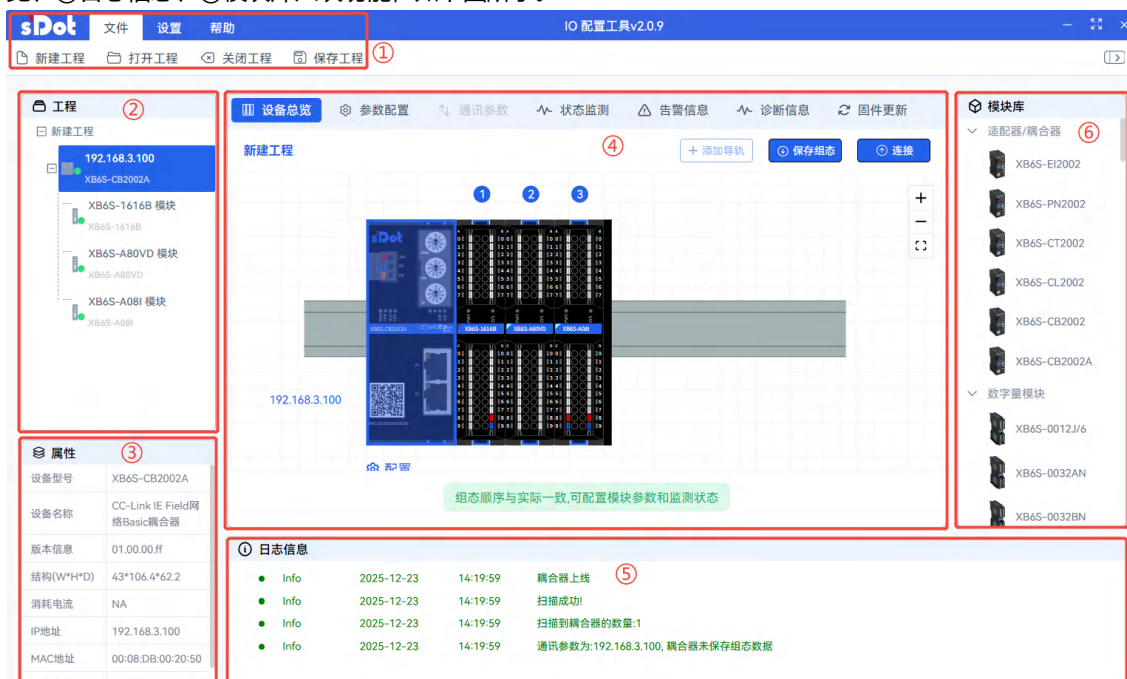 sDot 文件 设置 帮助 IO 配置工具v2.0.9
新建工程 打开工程 关闭工程 保存工程 ①
工程 ②
新建工程
192.168.3.100
XB6S-CB2002A
XB6S-1616B 模块
XB6S-1616B
XB6S-A80VD 模块
XB6S-A80VD
XB6S-A08I 模块
XB6S-A08I
属性 ③
设备型号 XB6S-CB2002A
设备名称 CC-Link IE Field网
络Basic耦合器
版本信息 01.00.00.ff
结构(W*H*D) 43*106.4*62.2
消耗电流 NA
IP地址 192.168.3.100
MAC地址 00:08:DB:00:20:50
设备总览 参数配置 通讯参数 状态监测 告警信息 诊断信息 固件更新
新建工程 ④ 添加导轨 保存组态 连接
1 2 3
sDot
XB6S-CB2002A XB6S-1616B XB6S-A80VD XB6S-A08I
192.168.3.100
配置
组态顺序与实际一致,可配置模块参数和监测状态
日志信息
Info 2025-12-23 14:19:59 耦合器上线 ⑤
Info 2025-12-23 14:19:59 扫描成功!
Info 2025-12-23 14:19:59 扫描到耦合器的数量:1
Info 2025-12-23 14:19:59 通讯参数为:192.168.3.100, 耦合器未保存组态数据
模块库
适配器/耦合器 ⑥
XB6S-EI2002
XB6S-PN2002
XB6S-CT2002
XB6S-CL2002
XB6S-CB2002
XB6S-CB2002A
数字量模块
XB6S-0012J/6
XB6S-0032AN
XB6S-0032BN